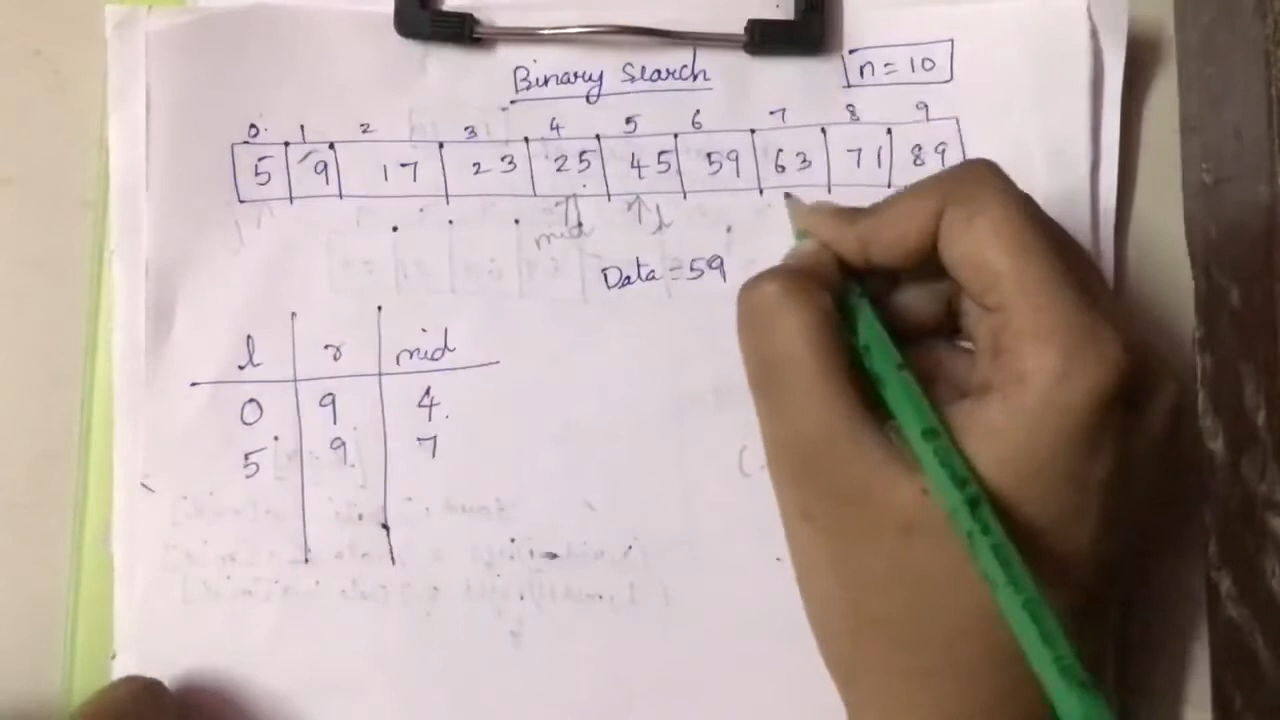 Binary Search
n = 10
0 1 2 3 4 5 6 7 8 9
5 9 17 23 25 45 59 63 71 89
mid l
Data = 59
l r mid
0 9 4
5 9 7